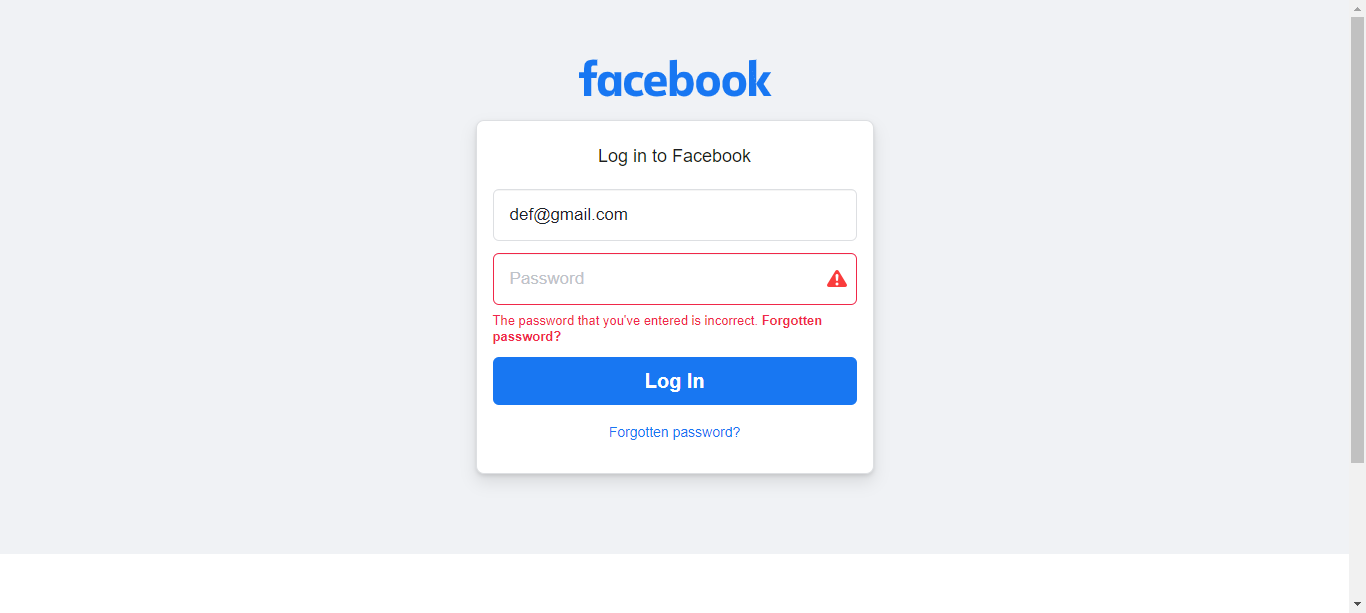 facebook
Log in to Facebook
def@gmail.com
Password
The password that you've entered is incorrect. Forgotten
password?
Log In
Forgotten password?